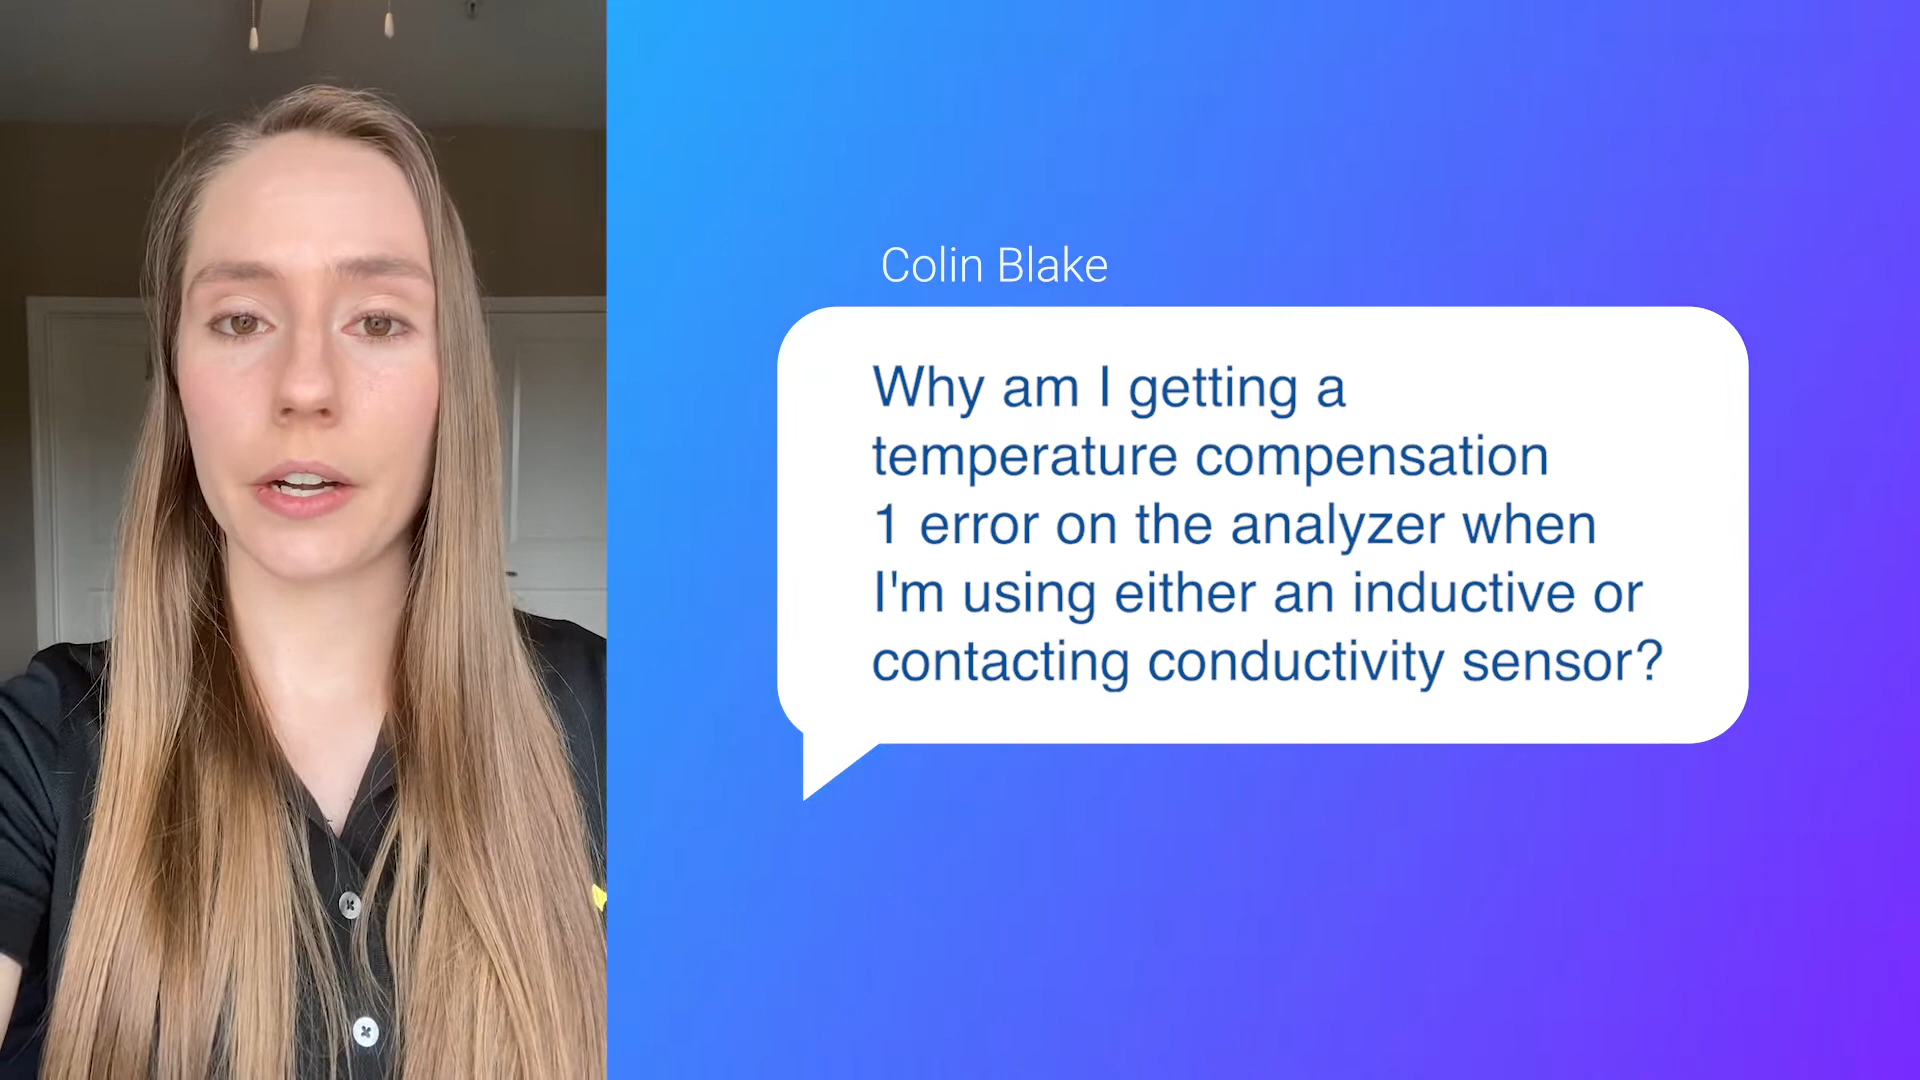 Colin Blake
Why am I getting a
temperature compensation
1 error on the analyzer when
I'm using either an inductive or
contacting conductivity sensor?